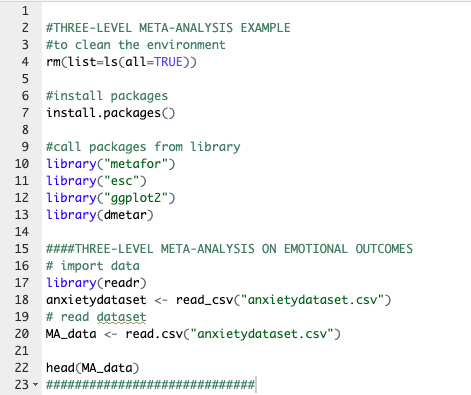 1
2 #THREE-LEVEL META-ANALYSIS EXAMPLE
3 #to clean the environment
4 rm(list=ls(all=TRUE))
5
6 #install packages
7 install.packages()
8
9 #call packages from library
10 library("metafor")
11 library("esc")
12 library("ggplot2")
13 library(dmetar)
14
15 ####THREE-LEVEL META-ANALYSIS ON EMOTIONAL OUTCOMES
16 # import data
17 library(readr)
18 anxietydataset <- read_csv("anxietydataset.csv")
19 # read dataset
20 MA_data <- read.csv("anxietydataset.csv")
21
22 head(MA_data)
23 #############################